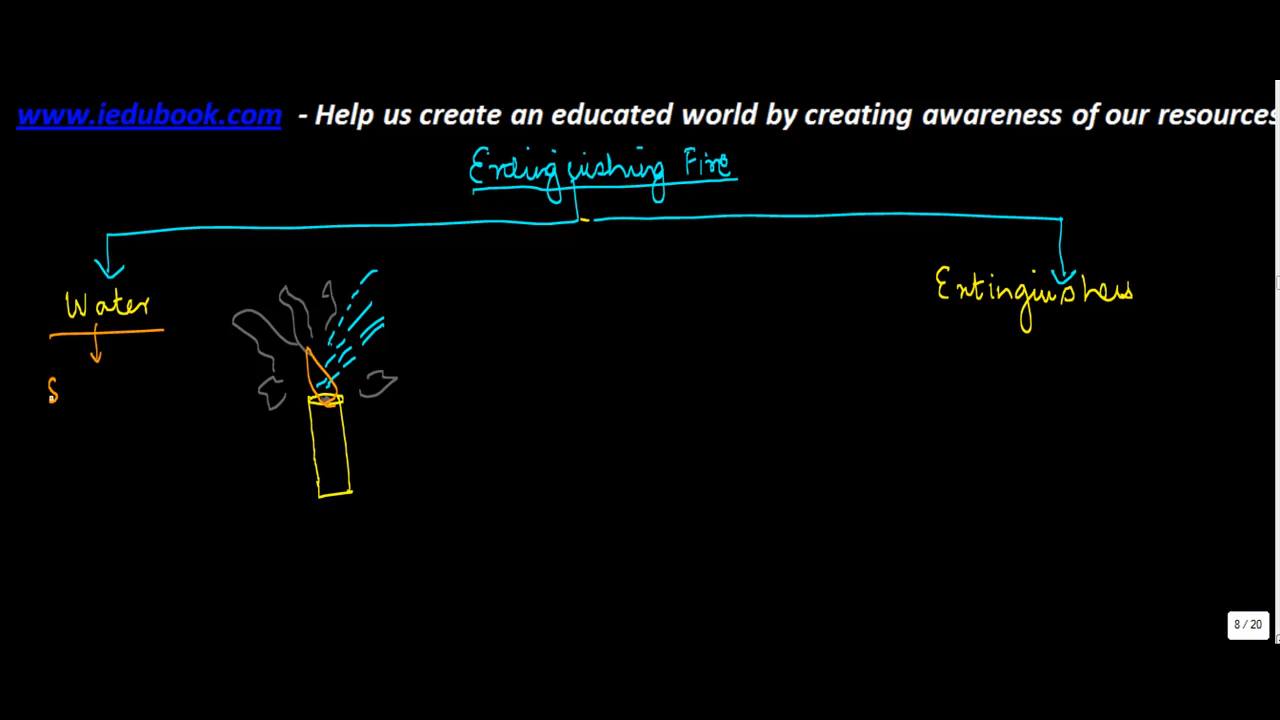 www.iedubook.com - Help us create an educated world by creating awareness of our resources
Extinguishing Fire
Water
Extinguishers
S
8 / 20